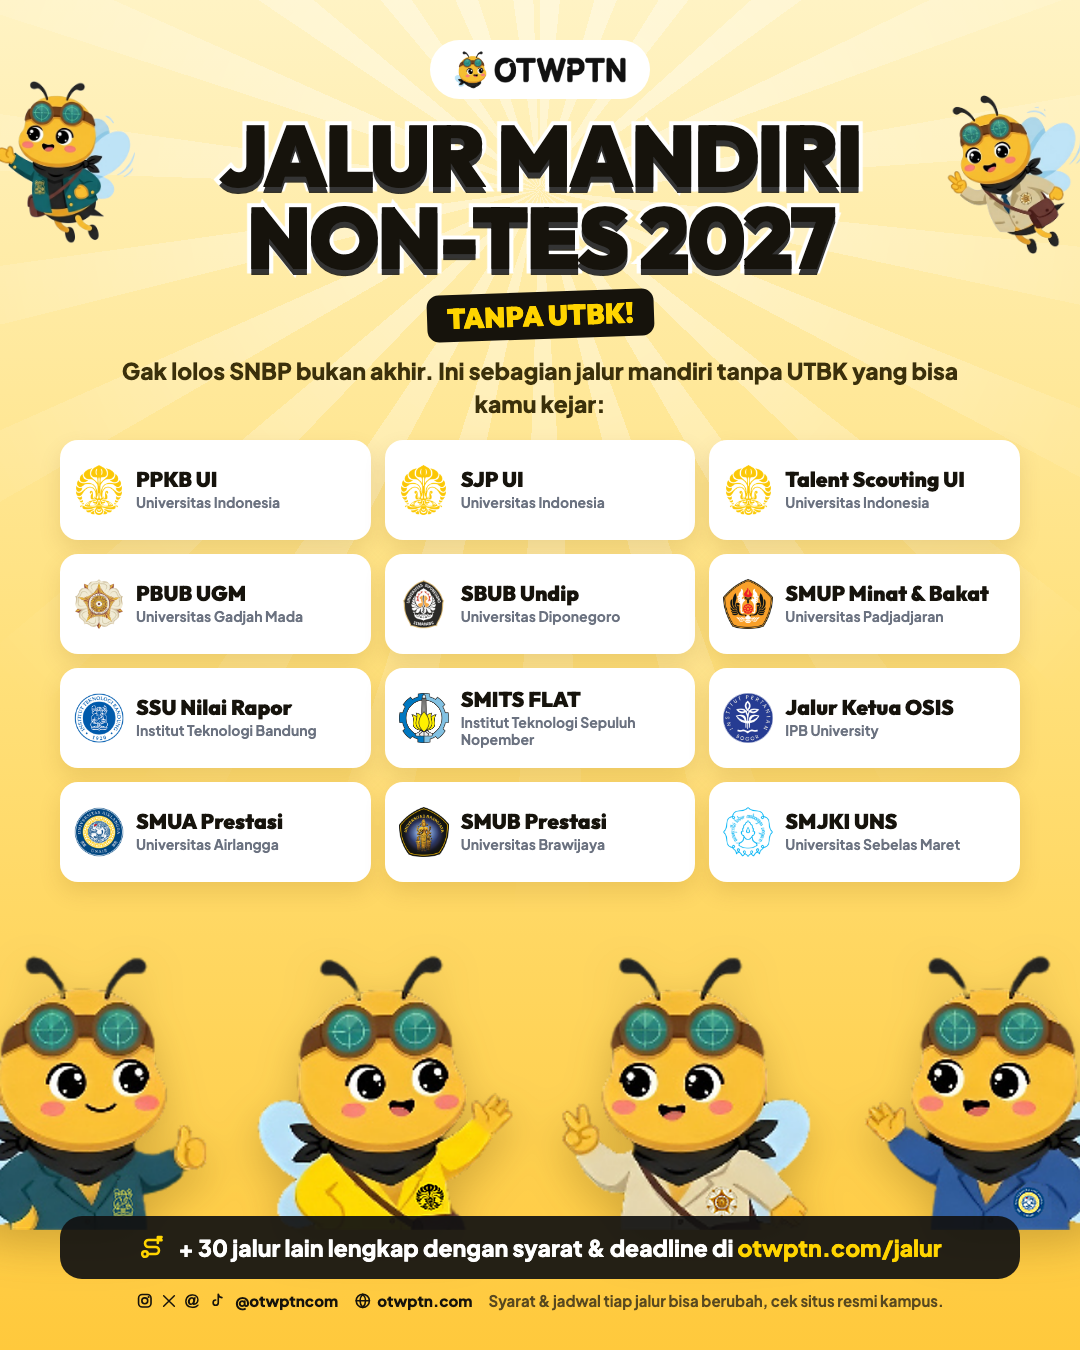 OTWPTN
JALUR MANDIRI
NON-TES 2027
TANPA UTBK!
Gak lolos SNBP bukan akhir. Ini sebagian jalur mandiri tanpa UTBK yang bisa
kamu kejar:
PPKB UI
Universitas Indonesia
SJP UI
Universitas Indonesia
Talent Scouting UI
Universitas Indonesia
PBUB UGM
Universitas Gadjah Mada
SBUB Undip
Universitas Diponegoro
SMUP Minat & Bakat
Universitas Padjadjaran
SSU Nilai Rapor
Institut Teknologi Bandung
SMITS FLAT
Institut Teknologi Sepuluh
Nopember
Jalur Ketua OSIS
IPB University
SMUA Prestasi
Universitas Airlangga
SMUB Prestasi
Universitas Brawijaya
SMJKI UNS
Universitas Sebelas Maret
+ 30 jalur lain lengkap dengan syarat & deadline di otwptn.com/jalur
@otwptncom otwptn.com Syarat & jadwal tiap jalur bisa berubah, cek situs resmi kampus.